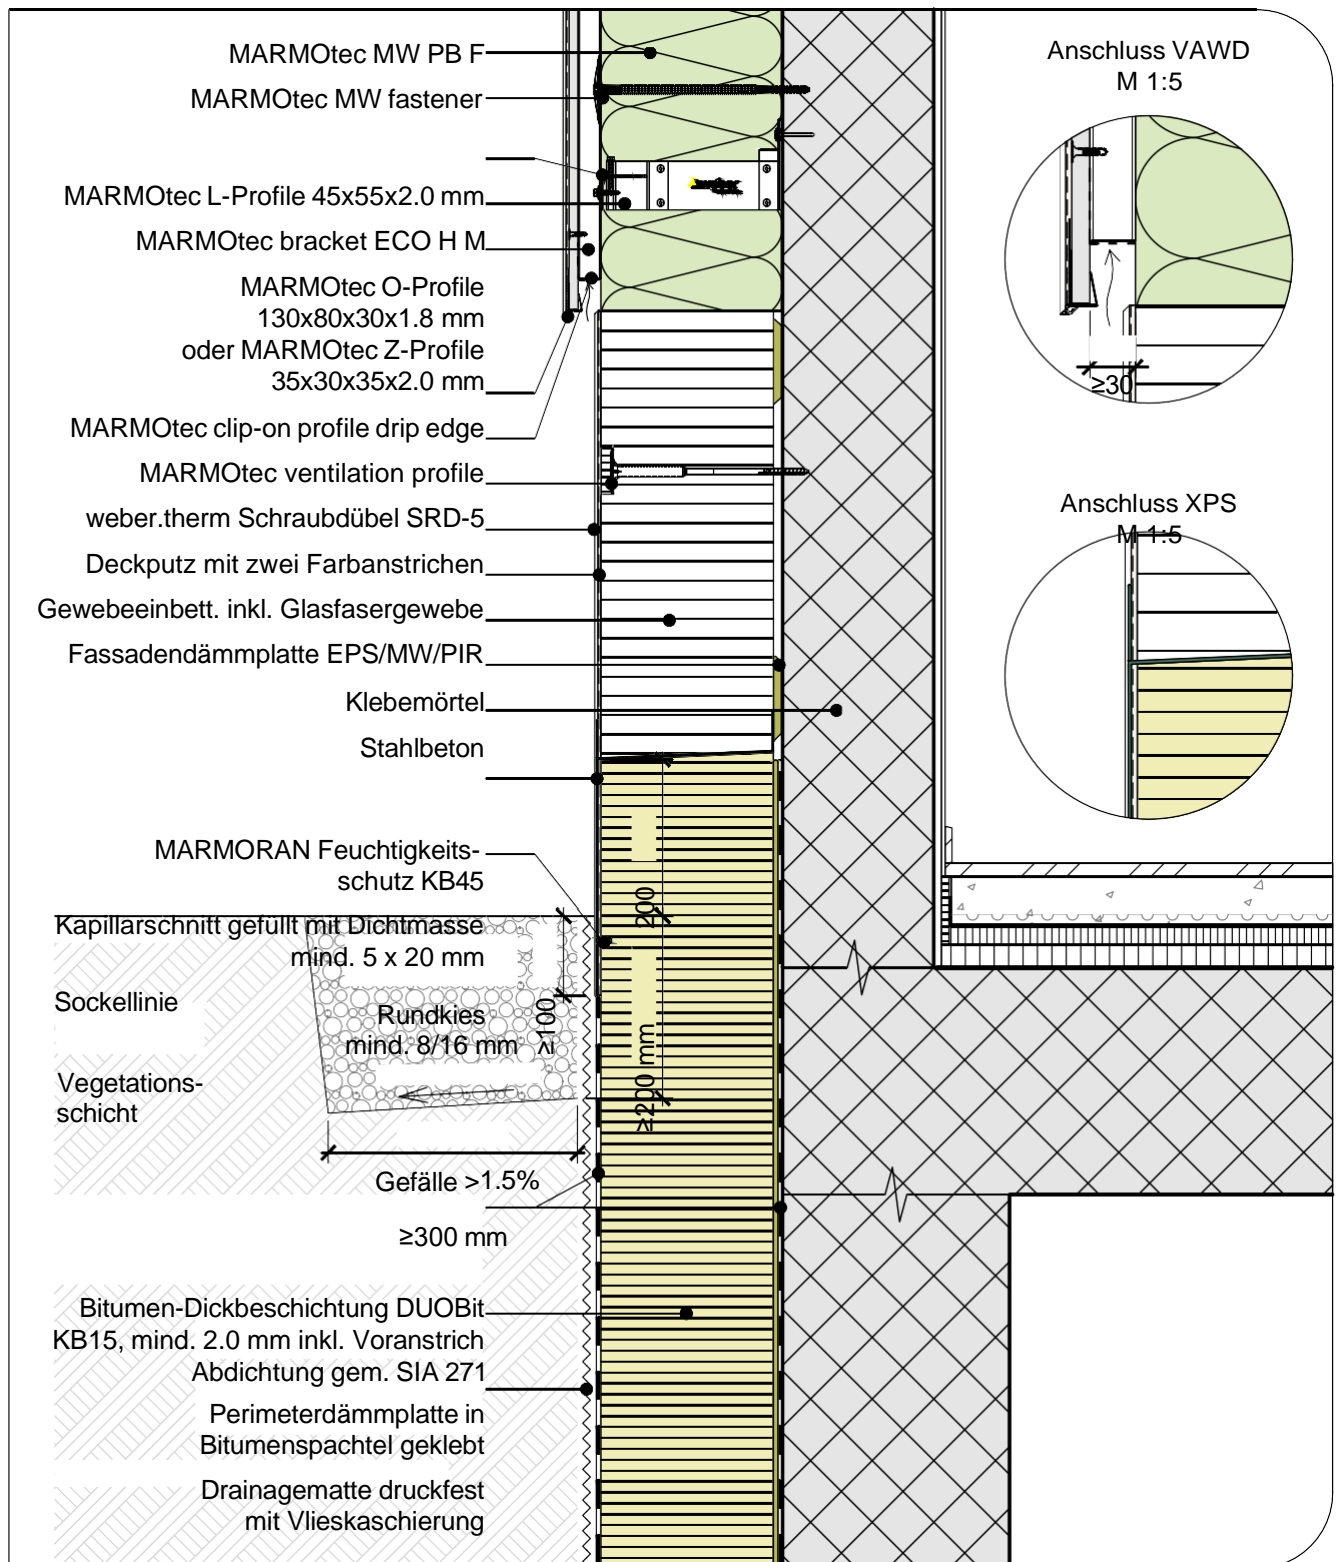 MARMOtec MW PB F
MARMOtec MW fastener
MARMOtec L-Profile 45x55x2.0 mm
MARMOtec bracket ECO H M
MARMOtec O-Profile
130x80x30x1.8 mm
oder MARMOtec Z-Profile
35x30x35x2.0 mm
MARMOtec clip-on profile drip edge
MARMOtec ventilation profile
weber.therm Schraubdübel SRD-5
Deckputz mit zwei Farbanstrichen
Gewebeeinbett. inkl. Glasfasergewebe
Fassadendämmplatte EPS/MW/PIR
Klebemörtel
Stahlbeton
MARMORAN Feuchtigkeits-
schutz KB45
Kapillarschnitt gefüllt mit Dichtmasse
mind. 5 x 20 mm
Sockellinie
Rundkies
mind. 8/16 mm
≥100
200
≥200 mm
Vegetations-
schicht
Gefälle >1.5%
≥300 mm
Bitumen-Dickbeschichtung DUOBit
KB15, mind. 2.0 mm inkl. Voranstrich
Abdichtung gem. SIA 271
Perimeterdämmplatte in
Bitumenspachtel geklebt
Drainagematte druckfest
mit Vlieskaschierung
Anschluss VAWD
M 1:5
≥30
Anschluss XPS
M 1:5